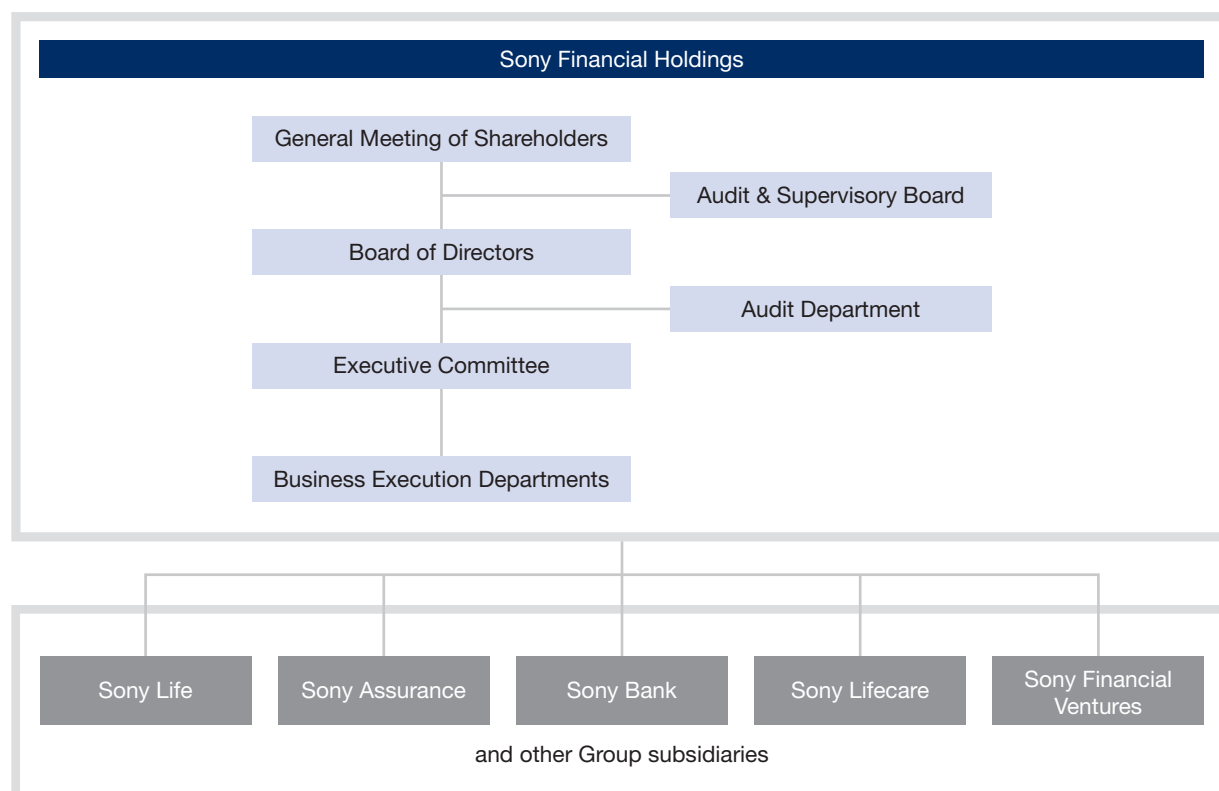 Sony Financial Holdings
General Meeting of Shareholders
Audit & Supervisory Board
Board of Directors
Audit Department
Executive Committee
Business Execution Departments
Sony Life
Sony Assurance
Sony Bank
Sony Lifecare
Sony Financial
Ventures
and other Group subsidiaries